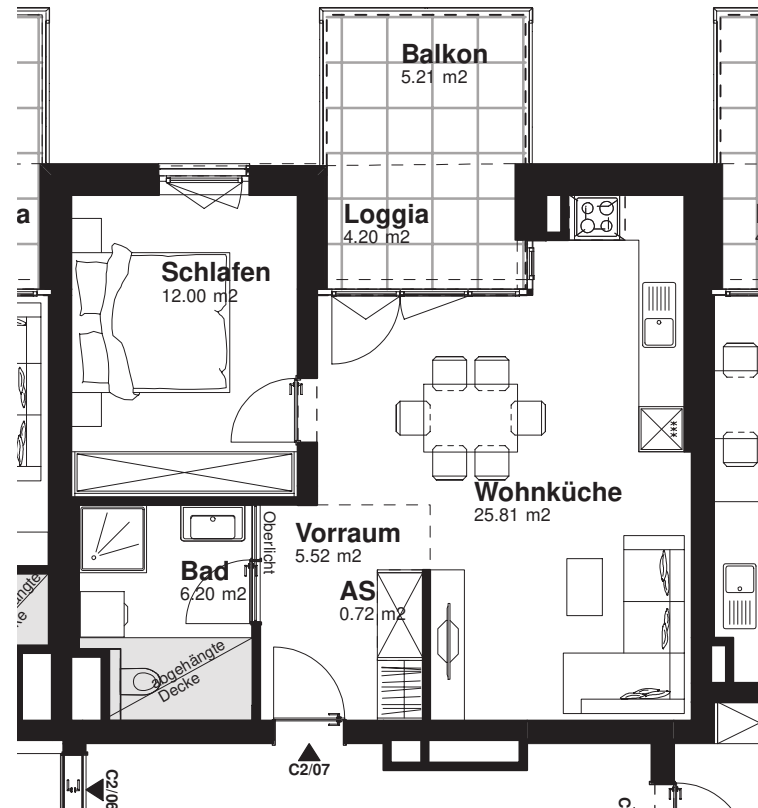 Balkon
5.21 m2
a
Loggia
4.20 m2
Schlafen
12.00 m2
Wohnküche
25.81 m2
Oberlicht
Vorraum
5.52 m2
Bad
6.20 m2
AS
0.72 m2
abgehängte
Decke
C2/07
C2/06